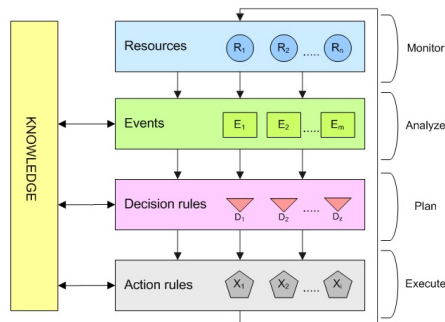 KNOWLEDGE
Resources R1 R2 ..... Rn
Monitor
Events E1 E2 ..... Em
Analyze
Decision rules D1 D2 ..... Dz
Plan
Action rules X1 X2 ..... Xi
Execute